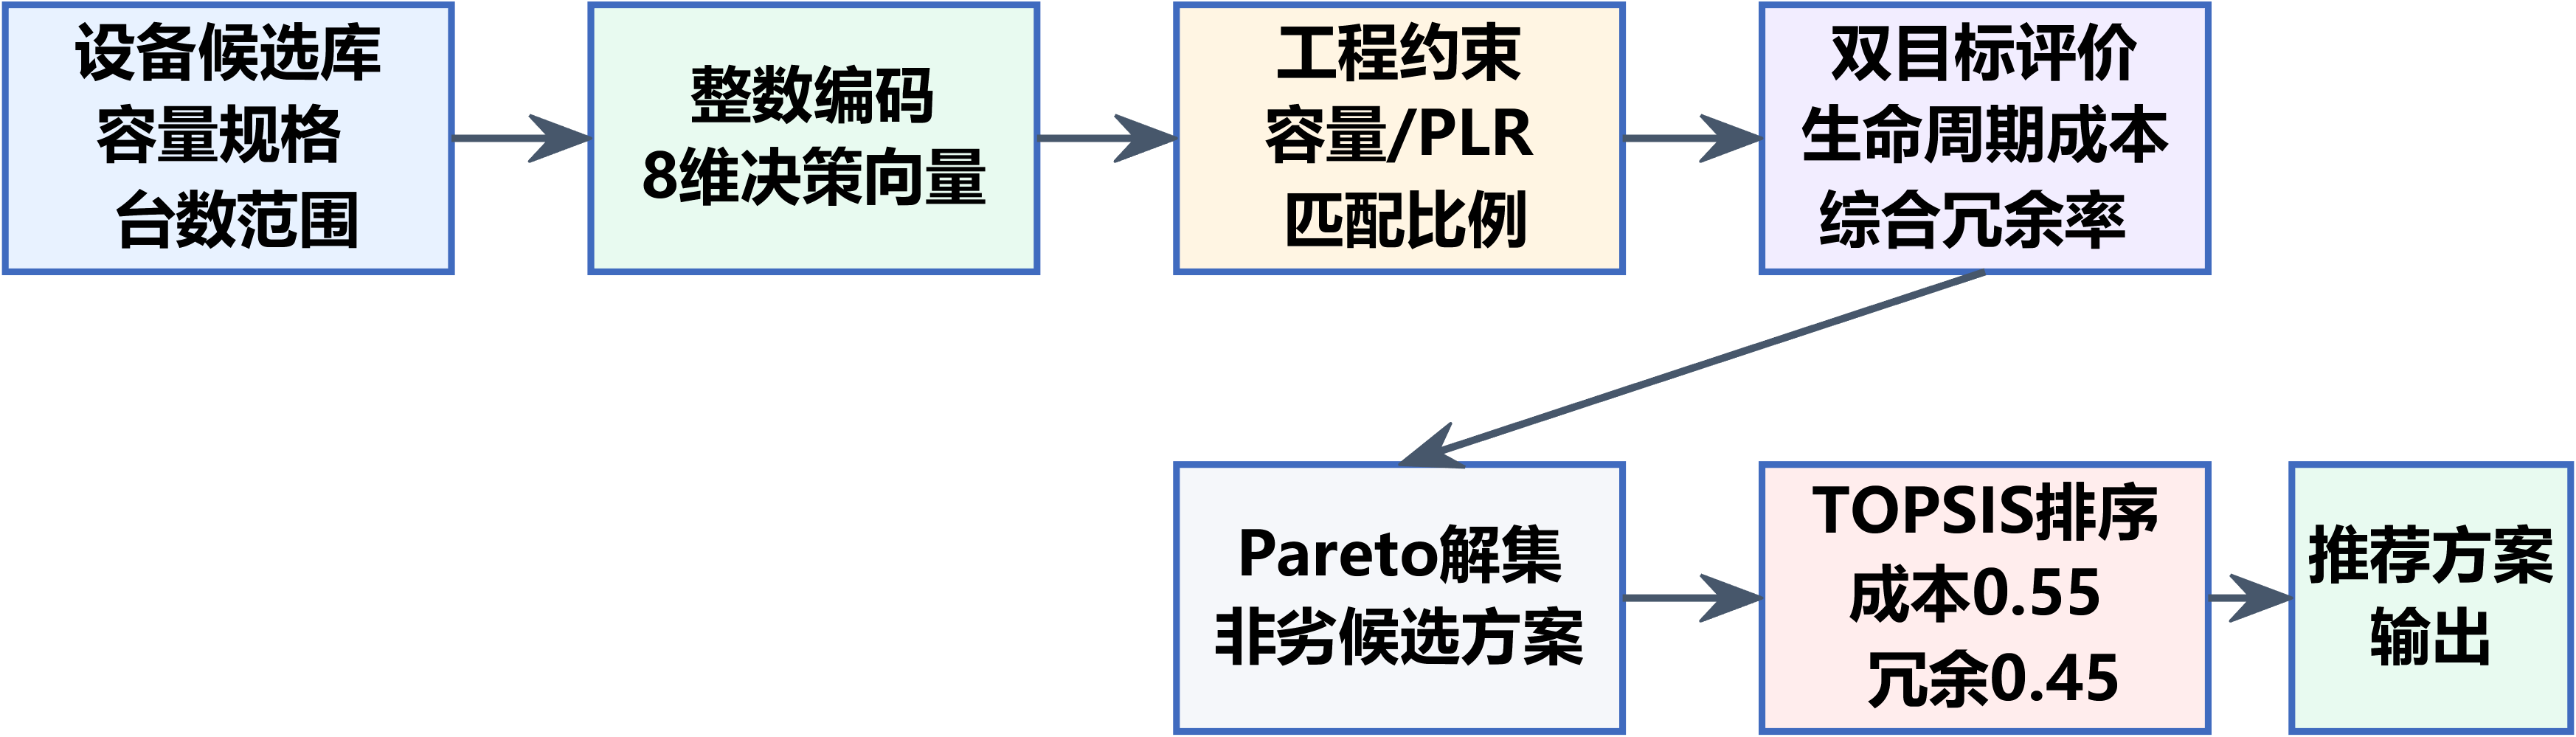 设备候选库
容量规格
台数范围
整数编码
8维决策向量
工程约束
容量/PLR
匹配比例
双目标评价
生命周期成本
综合冗余率
Pareto解集
非劣候选方案
TOPSIS排序
成本0.55
冗余0.45
推荐方案
输出